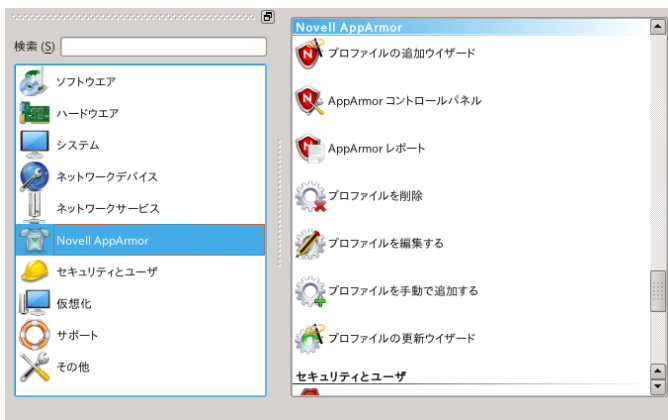 検索 (S)
ソフトウエア
ハードウエア
システム
ネットワークデバイス
ネットワークサービス
Novell AppArmor
セキュリティとユーザ
仮想化
サポート
その他
Novell AppArmor
プロファイルの追加ウイザード
AppArmor コントロールパネル
AppArmor レポート
プロファイルを削除
プロファイルを編集する
プロファイルを手動で追加する
プロファイルの更新ウイザード
セキュリティとユーザ